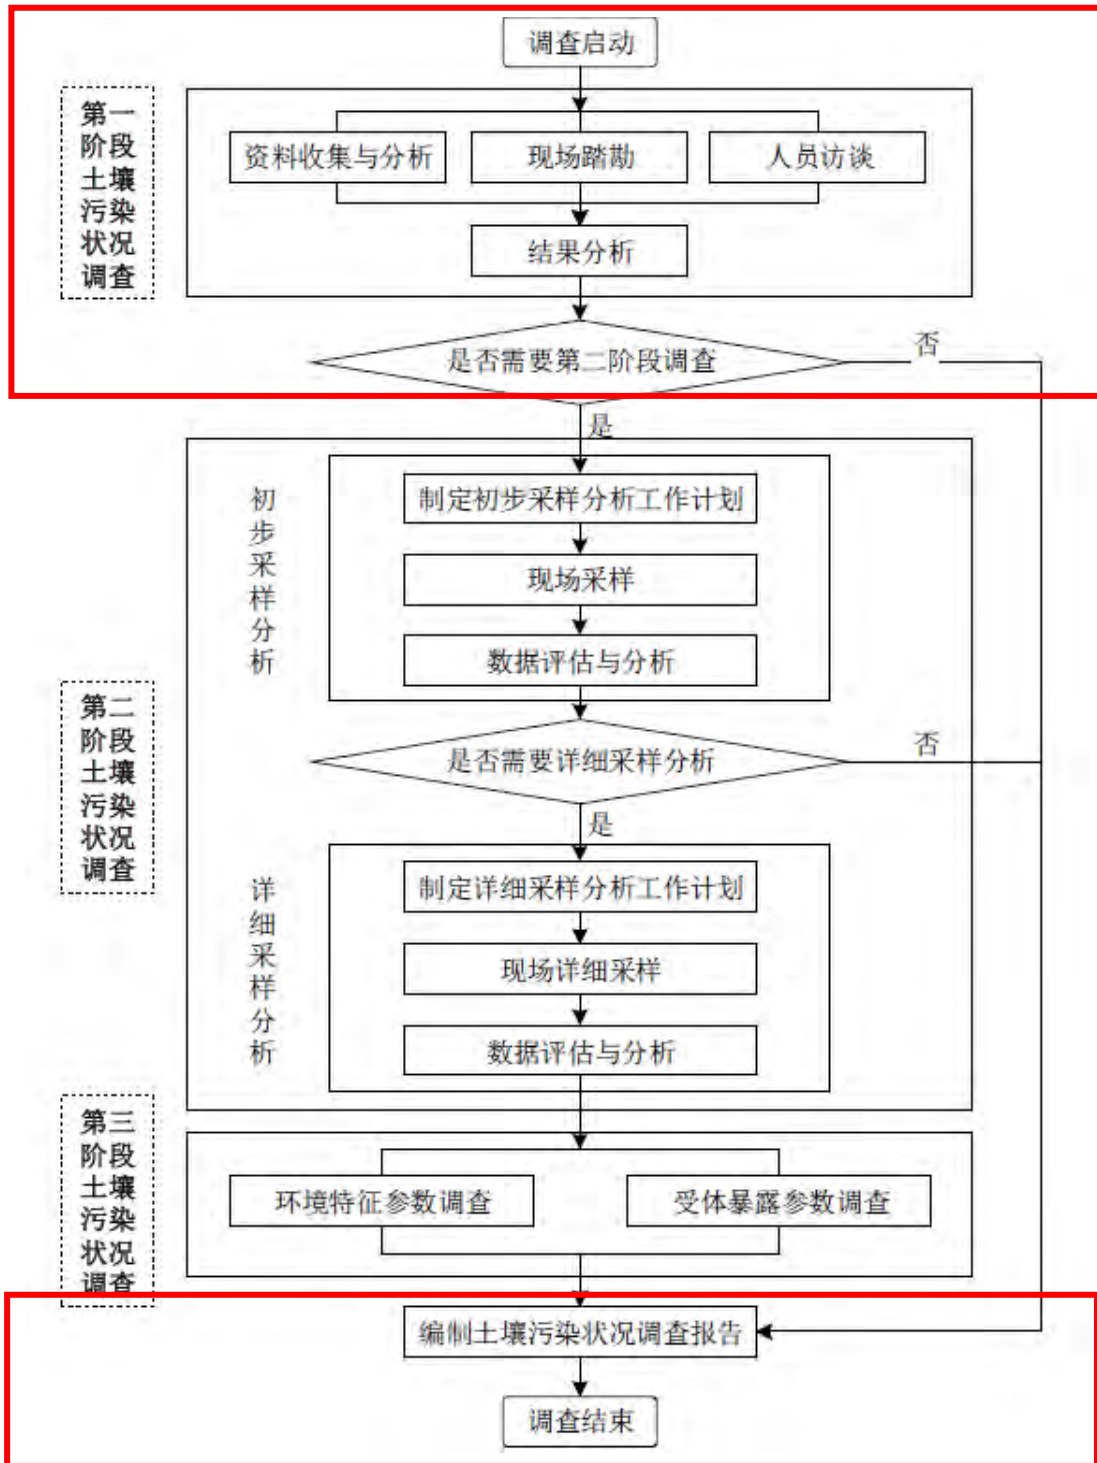 调查启动
第一
阶段
土壤
污染
状况
调查
资料收集与分析
现场踏勘
人员访谈
结果分析
是否需要第二阶段调查
否
是
初
步
采
样
分
析
制定初步采样分析工作计划
现场采样
数据评估与分析
第二
阶段
土壤
污染
状况
调查
是否需要详细采样分析
否
是
详
细
采
样
分
析
制定详细采样分析工作计划
现场详细采样
数据评估与分析
第三
阶段
土壤
污染
状况
调查
环境特征参数调查
受体暴露参数调查
编制土壤污染状况调查报告
调查结束